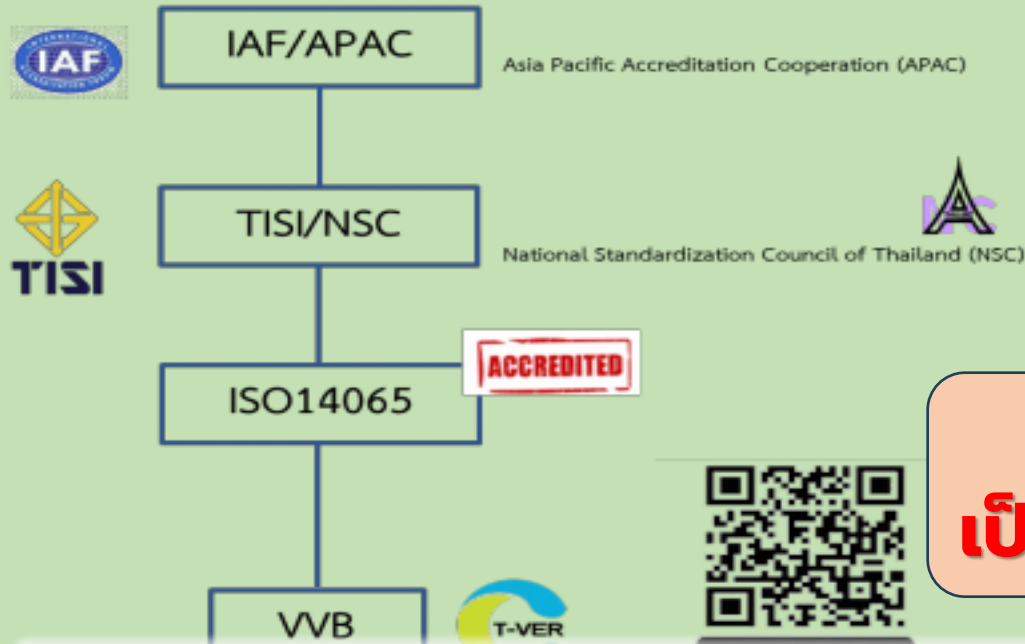 IAF
IAF/APAC
Asia Pacific Accreditation Cooperation (APAC)
TISI
TISI/NSC
National Standardization Council of Thailand (NSC)
ACCREDITED
ISO14065
VVB
T-VER